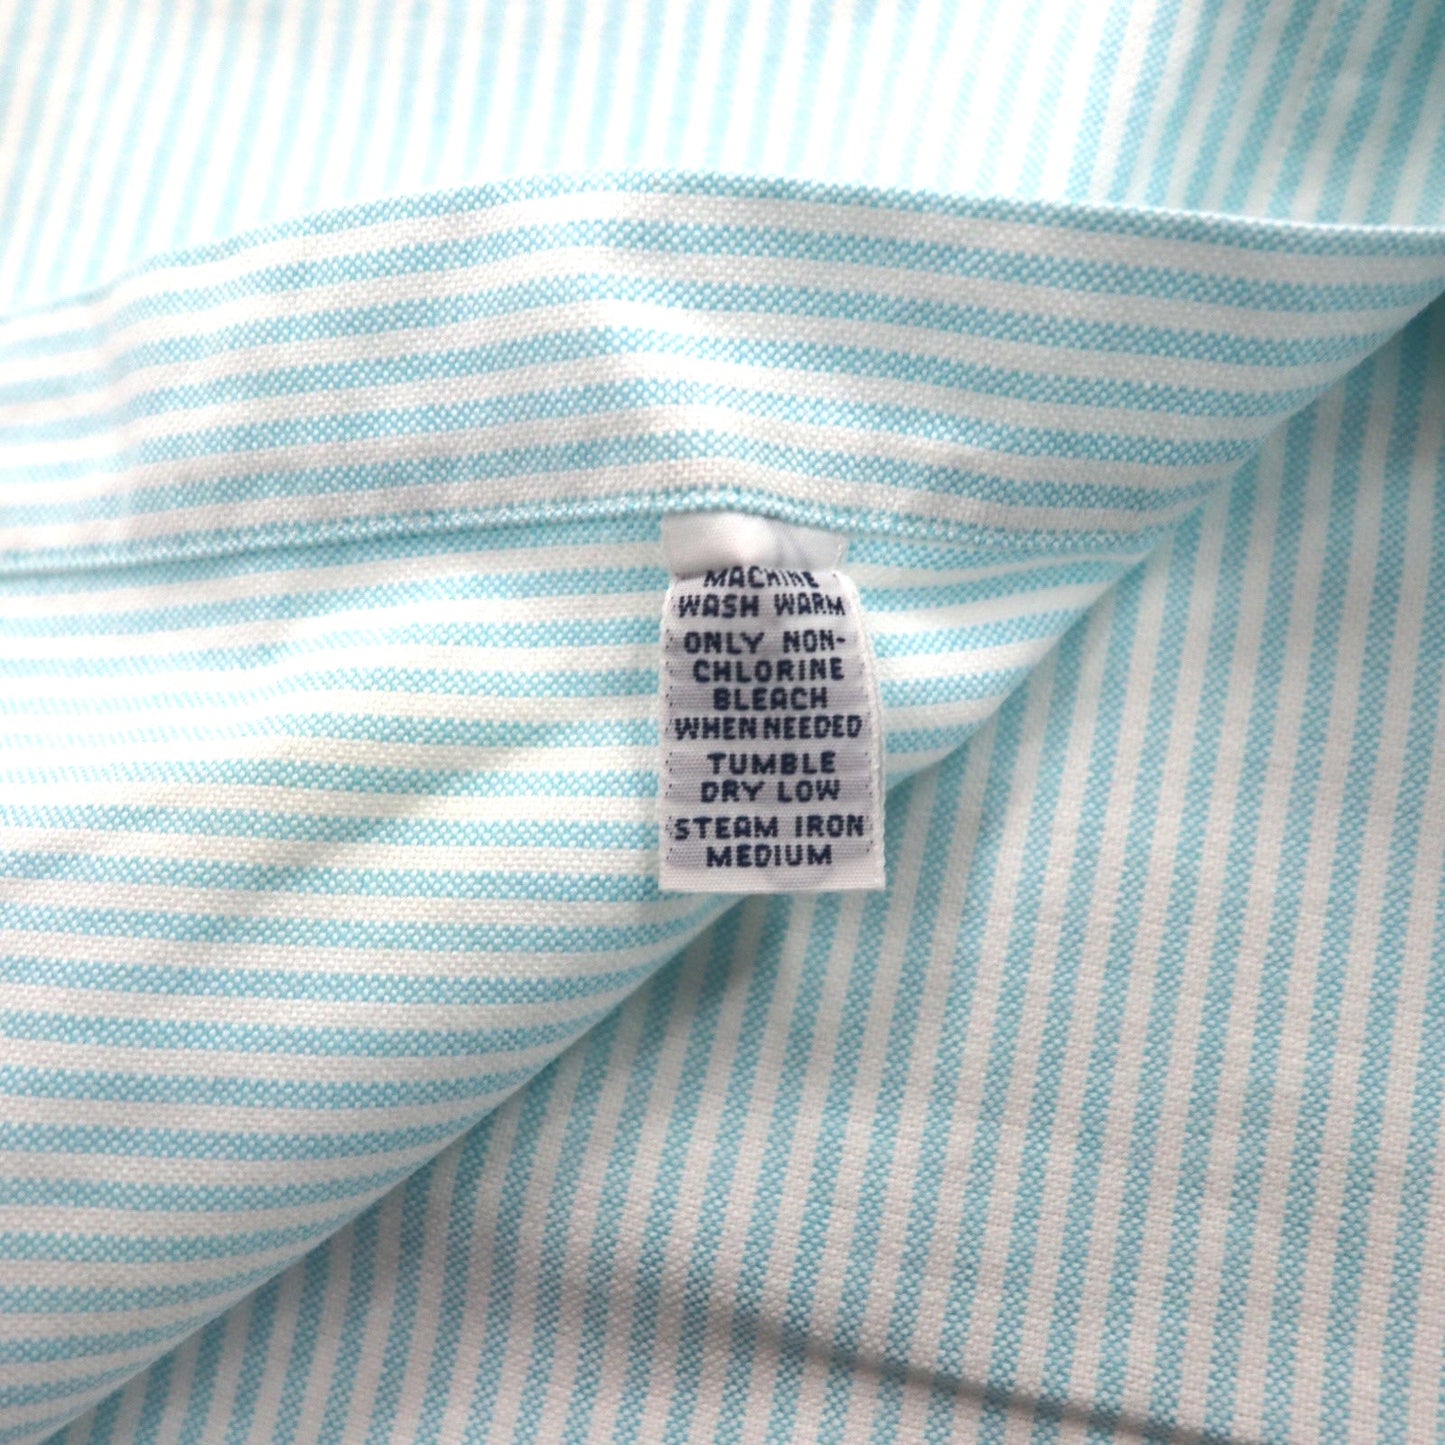 MACHINE
WASH WARM
ONLY NON-
CHLORINE
BLEACH
WHEN NEEDED
TUMBLE
DRY LOW
STEAM IRON
MEDIUM